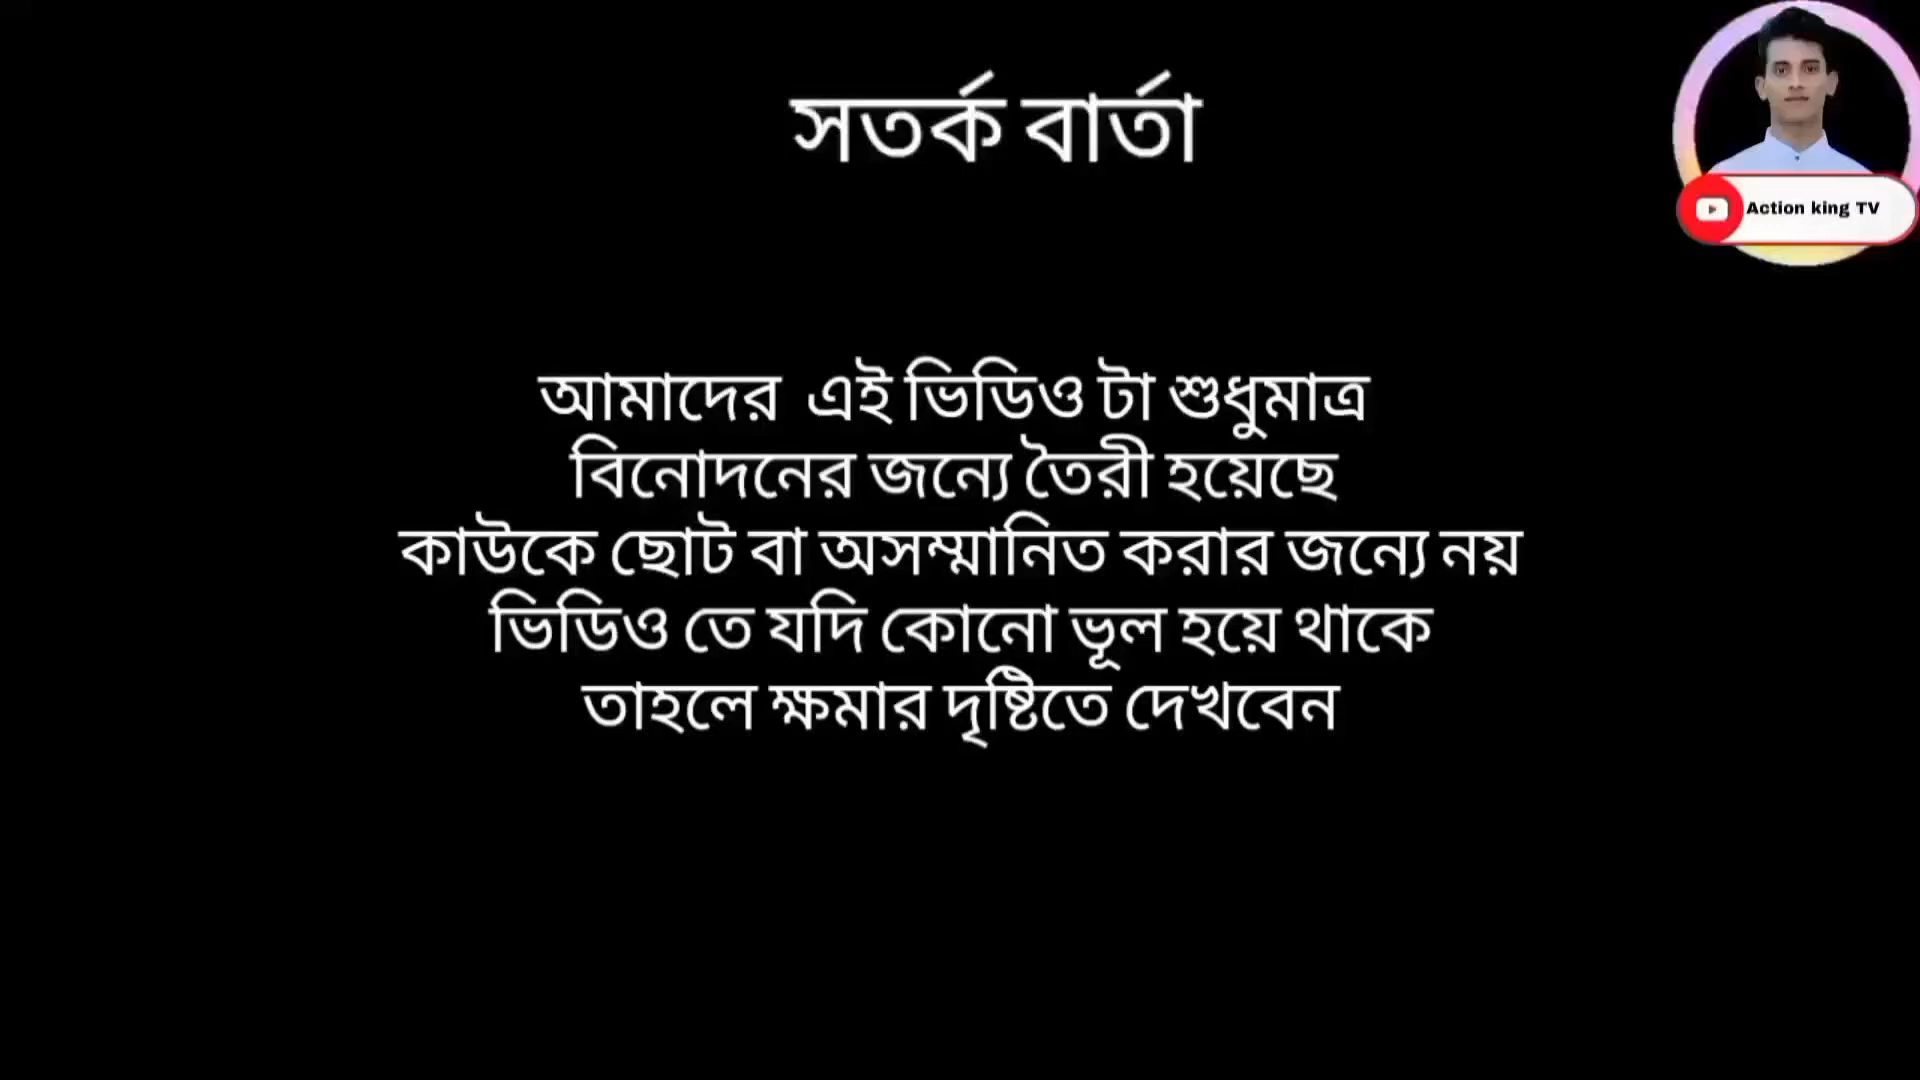 সতর্ক বার্তা
Action king TV
আমাদের এই ভিডিও টা শুধুমাত্র
বিনোদনের জন্যে তৈরী হয়েছে
কাউকে ছোট বা অসম্মানিত করার জন্যে নয়
ভিডিও তে যদি কোনো ভূল হয়ে থাকে
তাহলে ক্ষমার দৃষ্টিতে দেখবেন